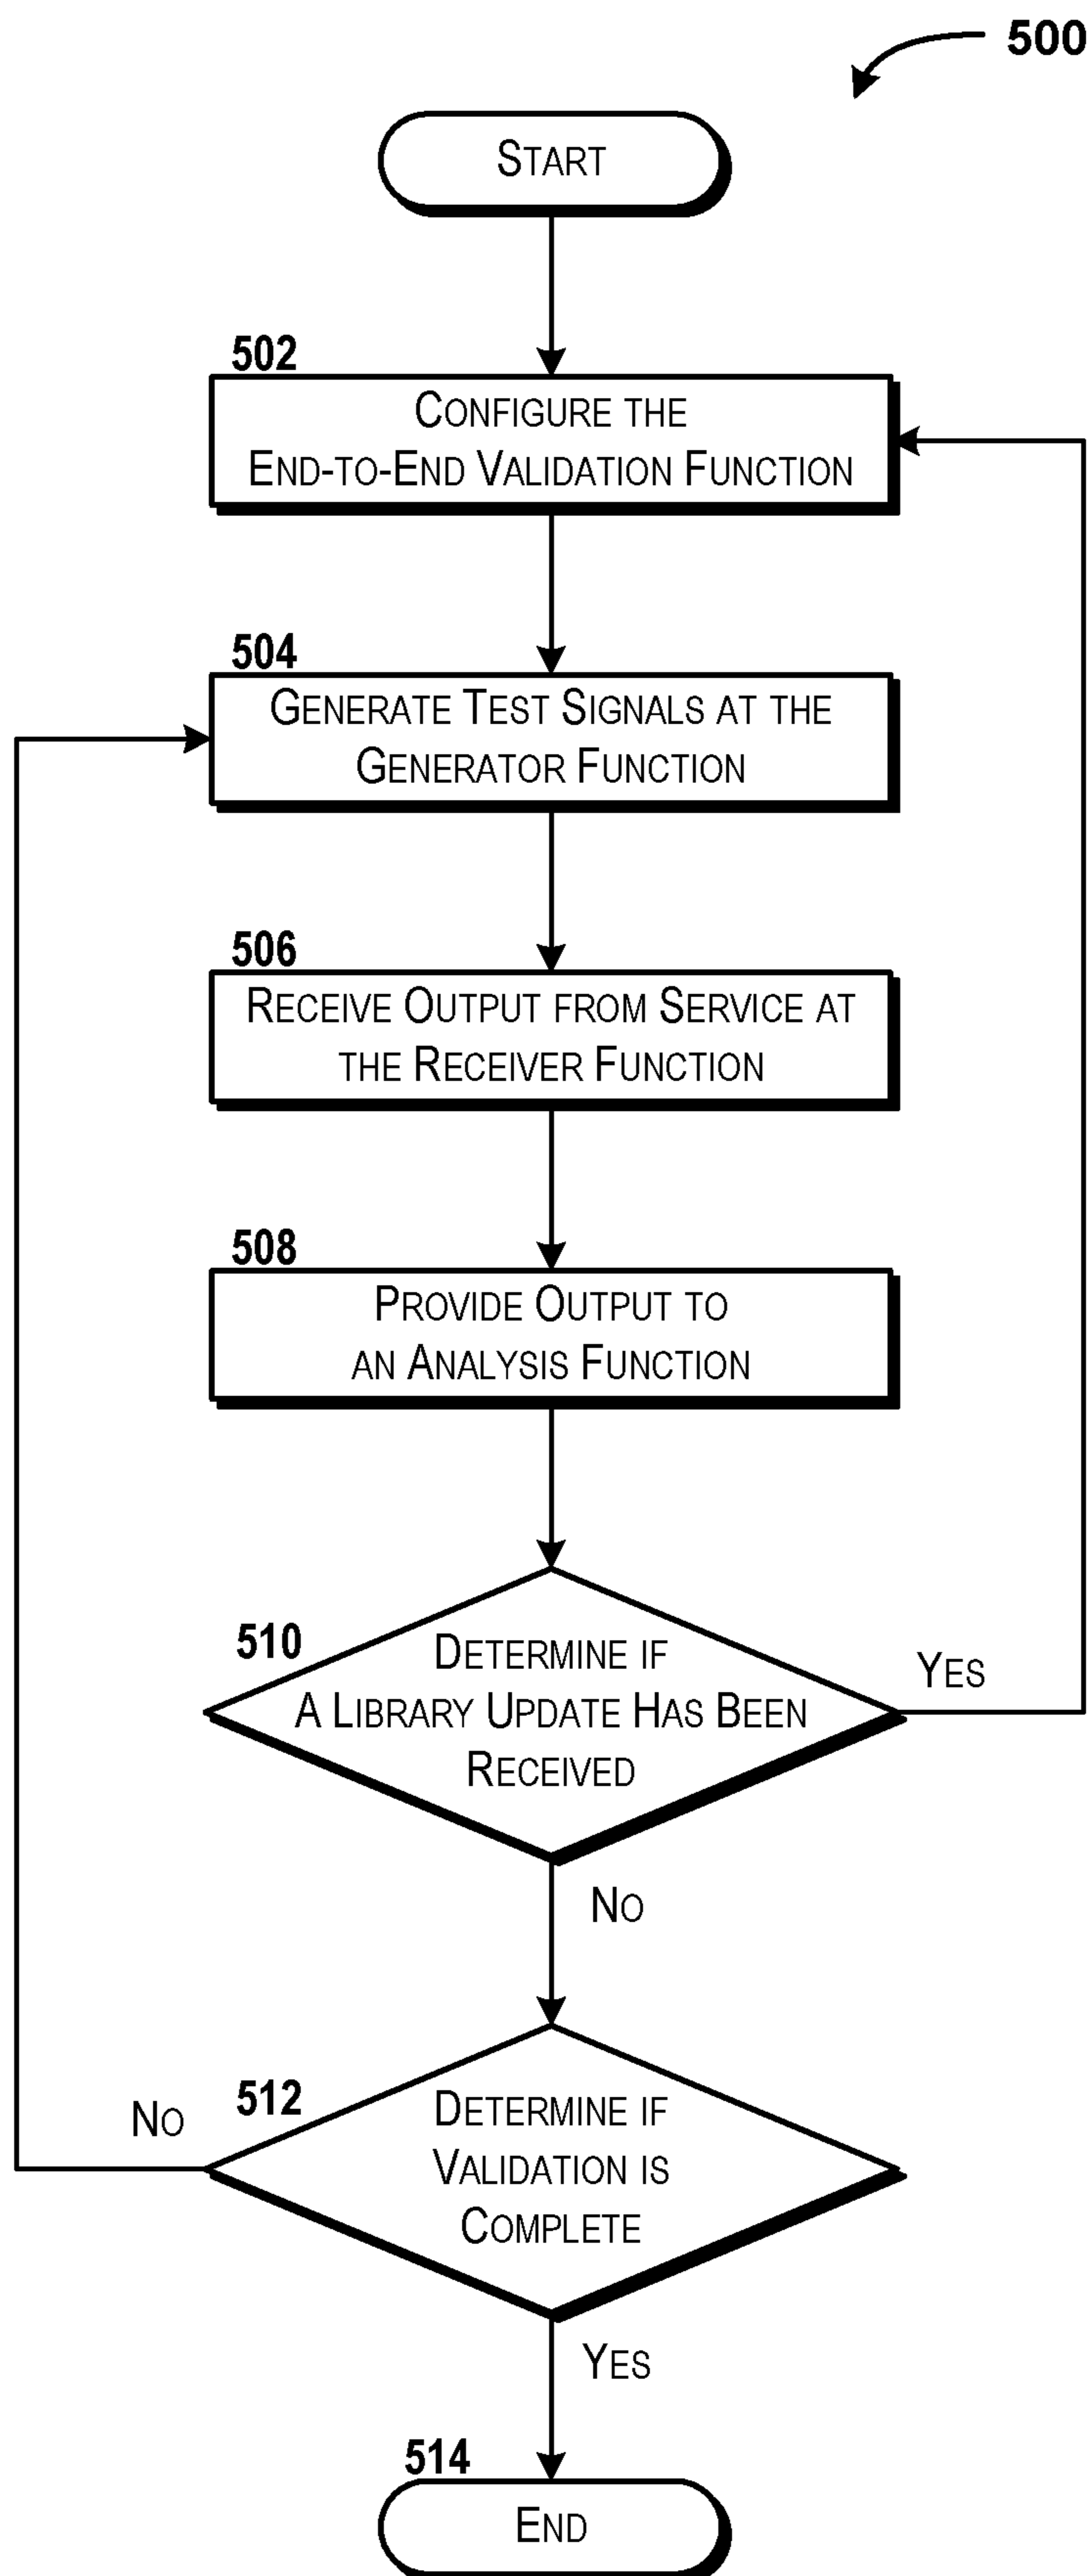 500
START
502
CONFIGURE THE
END-TO-END VALIDATION FUNCTION
504
GENERATE TEST SIGNALS AT THE
GENERATOR FUNCTION
506
RECEIVE OUTPUT FROM SERVICE AT
THE RECEIVER FUNCTION
508
PROVIDE OUTPUT TO
AN ANALYSIS FUNCTION
510
DETERMINE IF
A LIBRARY UPDATE HAS BEEN
RECEIVED
YES
NO
512
DETERMINE IF
VALIDATION IS
COMPLETE
NO
YES
514
END